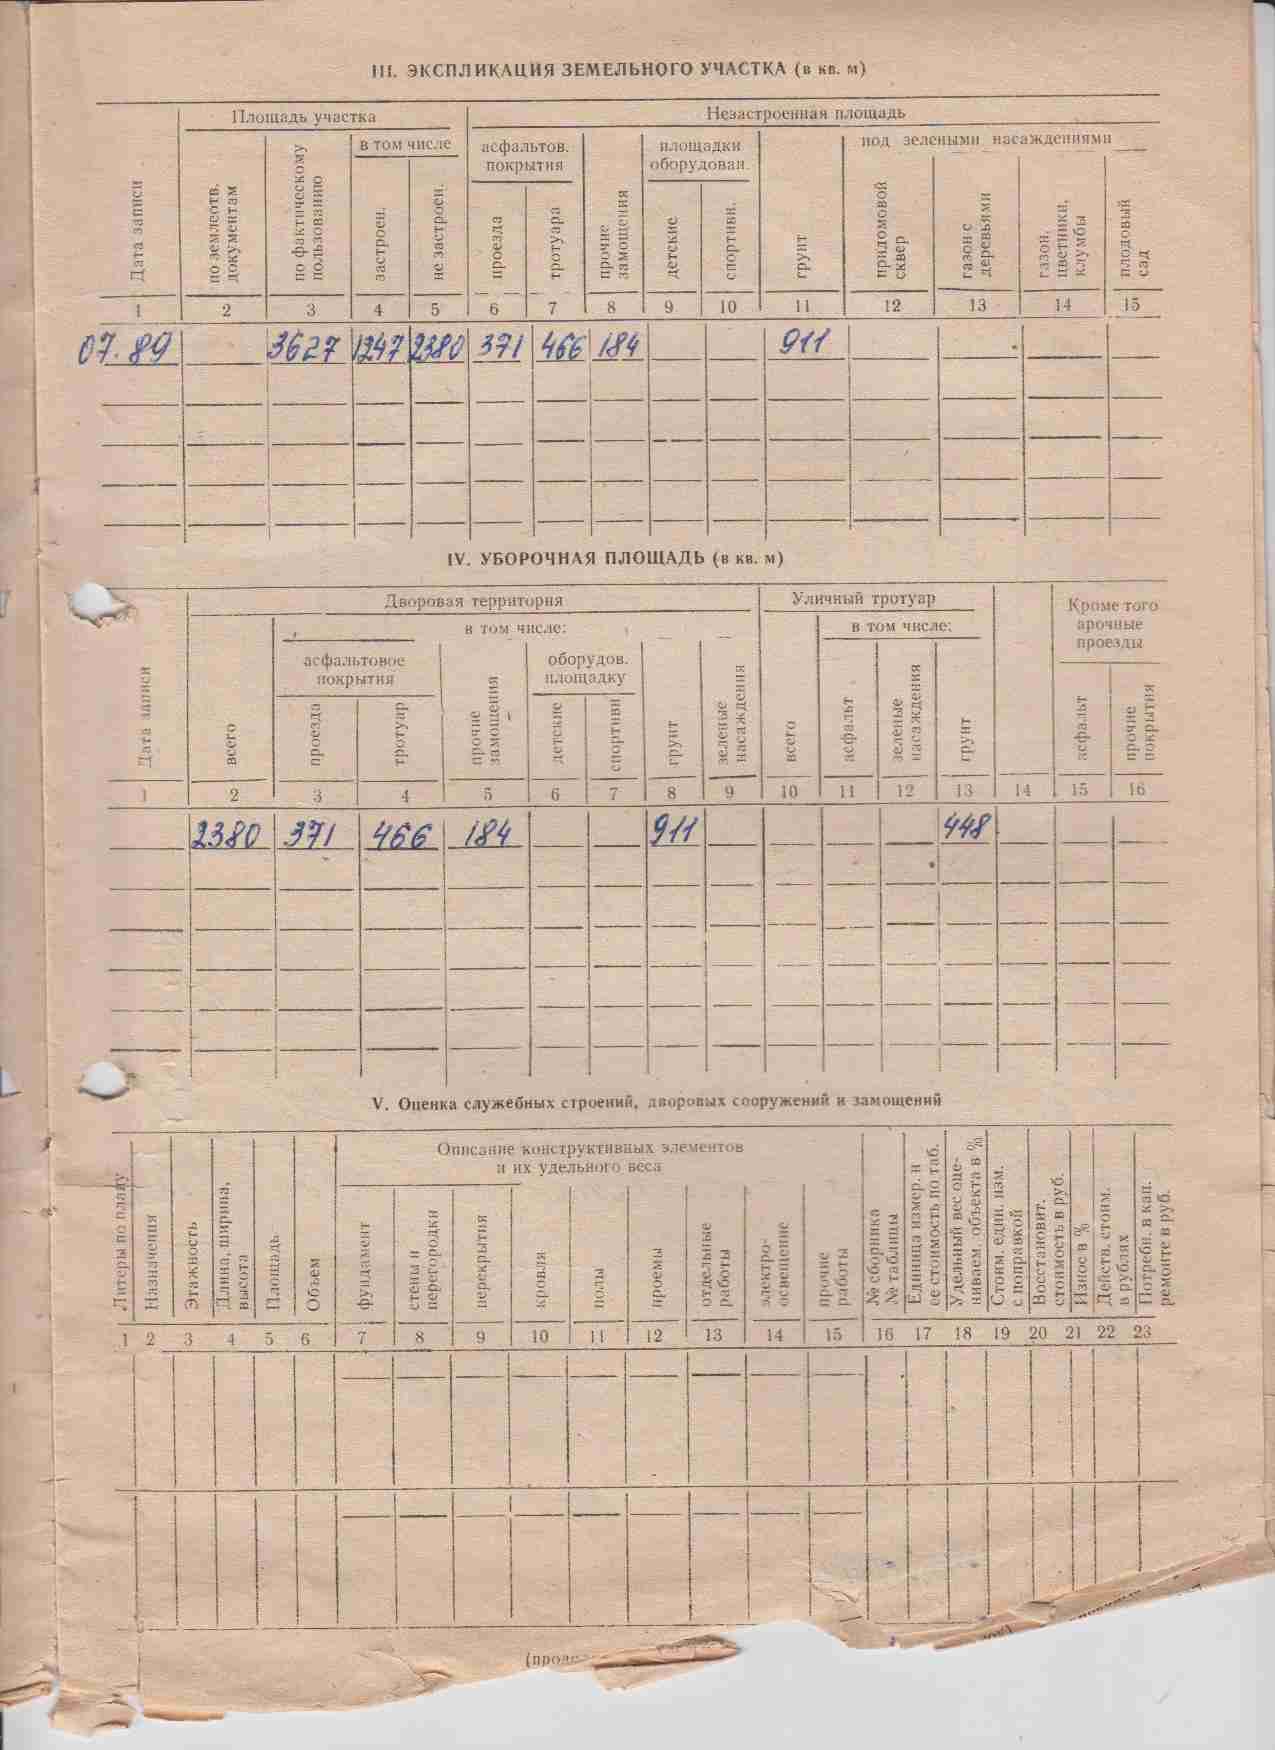 III. ЭКСПЛИКАЦИЯ ЗЕМЕЛЬНОГО УЧАСТКА (в кв. м)
Дата записи
Площадь участка
Незастроенная площадь
по землеотв. документам
по фактическому пользованию
в том числе
застроен.
не застроен.
асфальтов. покрытия
проезда
тротуара
прочие замощения
площадки оборудован.
детские
спортивн.
грунт
под зелеными насаждениями
придомовой сквер
газон с деревьями
газон, цветники, клумбы
плодовый сад
1 2 3 4 5 6 7 8 9 10 11 12 13 14 15
07.89 3627 1247 2380 371 466 184 911
IV. УБОРОЧНАЯ ПЛОЩАДЬ (в кв. м)
Дата записи
Дворовая территория
всего
в том числе:
асфальтовое покрытия
проезда
тротуар
прочие замощения
оборудов. площадку
детские
спортивн
грунт
зеленые насаждения
Уличный тротуар
всего
в том числе:
асфальт
зеленые насаждения
грунт
Кроме того арочные проезды
асфальт
прочие покрытия
1 2 3 4 5 6 7 8 9 10 11 12 13 14 15 16
2380 371 466 184 911 448
V. Оценка служебных строений, дворовых сооружений и замощений
Литеры по плану
Назначения
Этажность
Длина, ширина, высота
Площадь
Объем
Описание конструктивных элементов
и их удельного веса
фундамент
стены и перегородки
перекрытия
кровля
полы
проемы
отдельные работы
электро-
освещение
прочие работы
№ сборника
№ таблицы
Единица измер. и
ее стоимость по таб.
Удельный вес оце-
ниваем. объекта в %
Стоим. един. изм.
с поправкой
Восстановит.
стоимость в руб.
Износ в %
Действ. стоим.
в рублях
Потребн. в кап.
ремонте в руб.
1 2 3 4 5 6 7 8 9 10 11 12 13 14 15 16 17 18 19 20 21 22 23